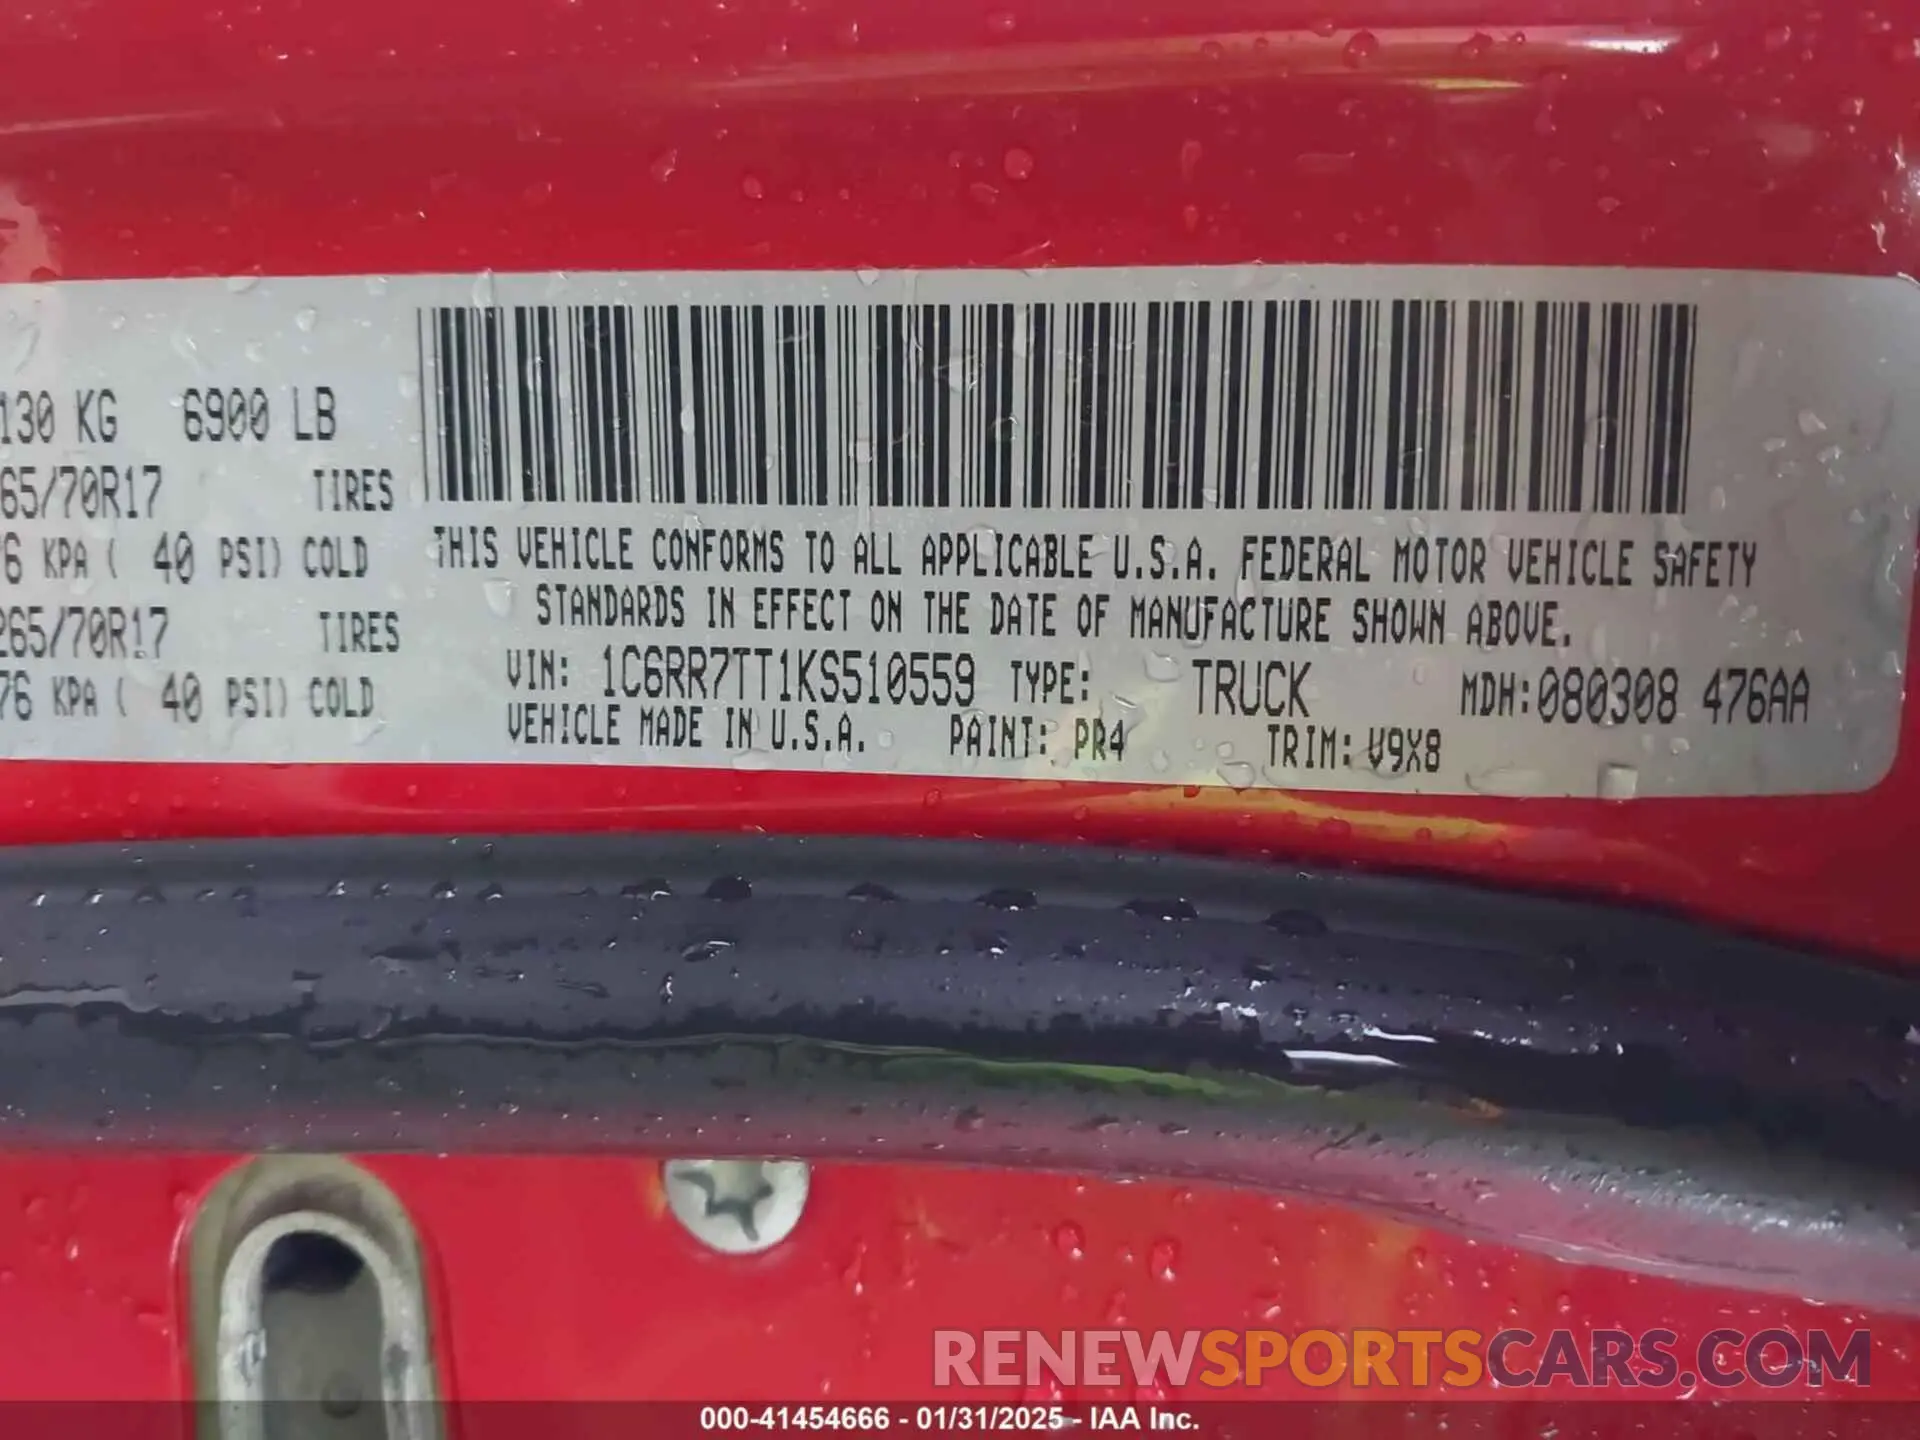 130 KG 6900 LB
65/70R17 TIRES
76 KPA ( 40 PSI) COLD
265/70R17 TIRES
76 KPA ( 40 PSI) COLD
THIS VEHICLE CONFORMS TO ALL APPLICABLE U.S.A. FEDERAL MOTOR VEHICLE SAFETY
STANDARDS IN EFFECT ON THE DATE OF MANUFACTURE SHOWN ABOVE.
VIN: 1C6RR7TT1KS510559 TYPE: TRUCK MDH:080308 476AA
VEHICLE MADE IN U.S.A. PAINT: PR4 TRIM: V9X8
RENEWSPORTSCARS.COM
000-41454666 - 01/31/2025 - IAA Inc.